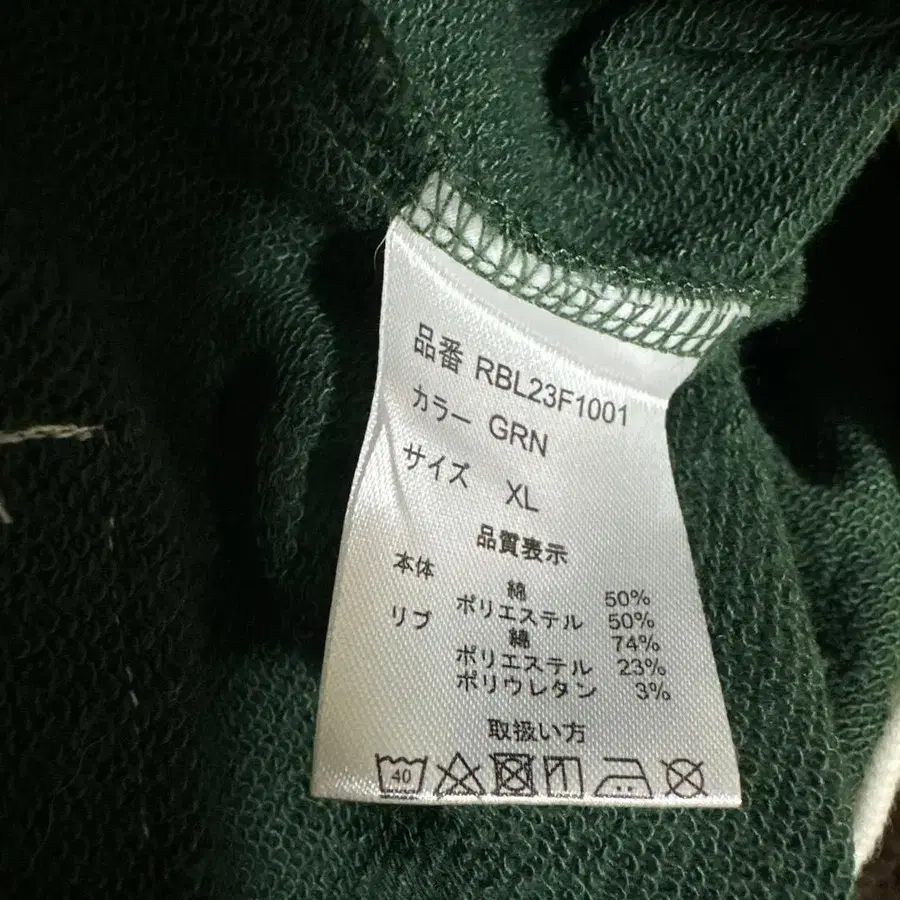 品番 RBL23F1001
カラー GRN
サイズ XL
品質表示
本体 綿 50%
ポリエステル 50%
リブ 綿 74%
ポリエステル 23%
ポリウレタン 3%
取扱い方
40